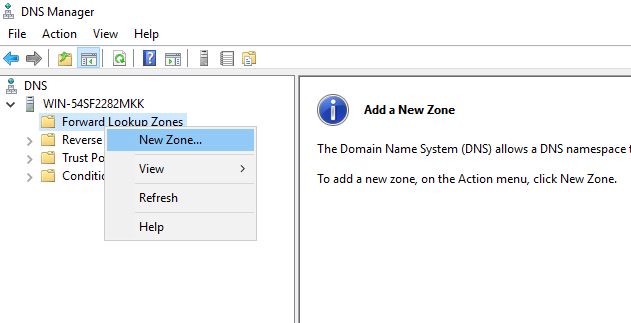 DNS Manager
File Action View Help
DNS
WIN-54SF2282MKK
Forward Lookup Zones
Reverse
Trust Po
Conditio
New Zone...
View
Refresh
Help
Add a New Zone
The Domain Name System (DNS) allows a DNS namespace
To add a new zone, on the Action menu, click New Zone.